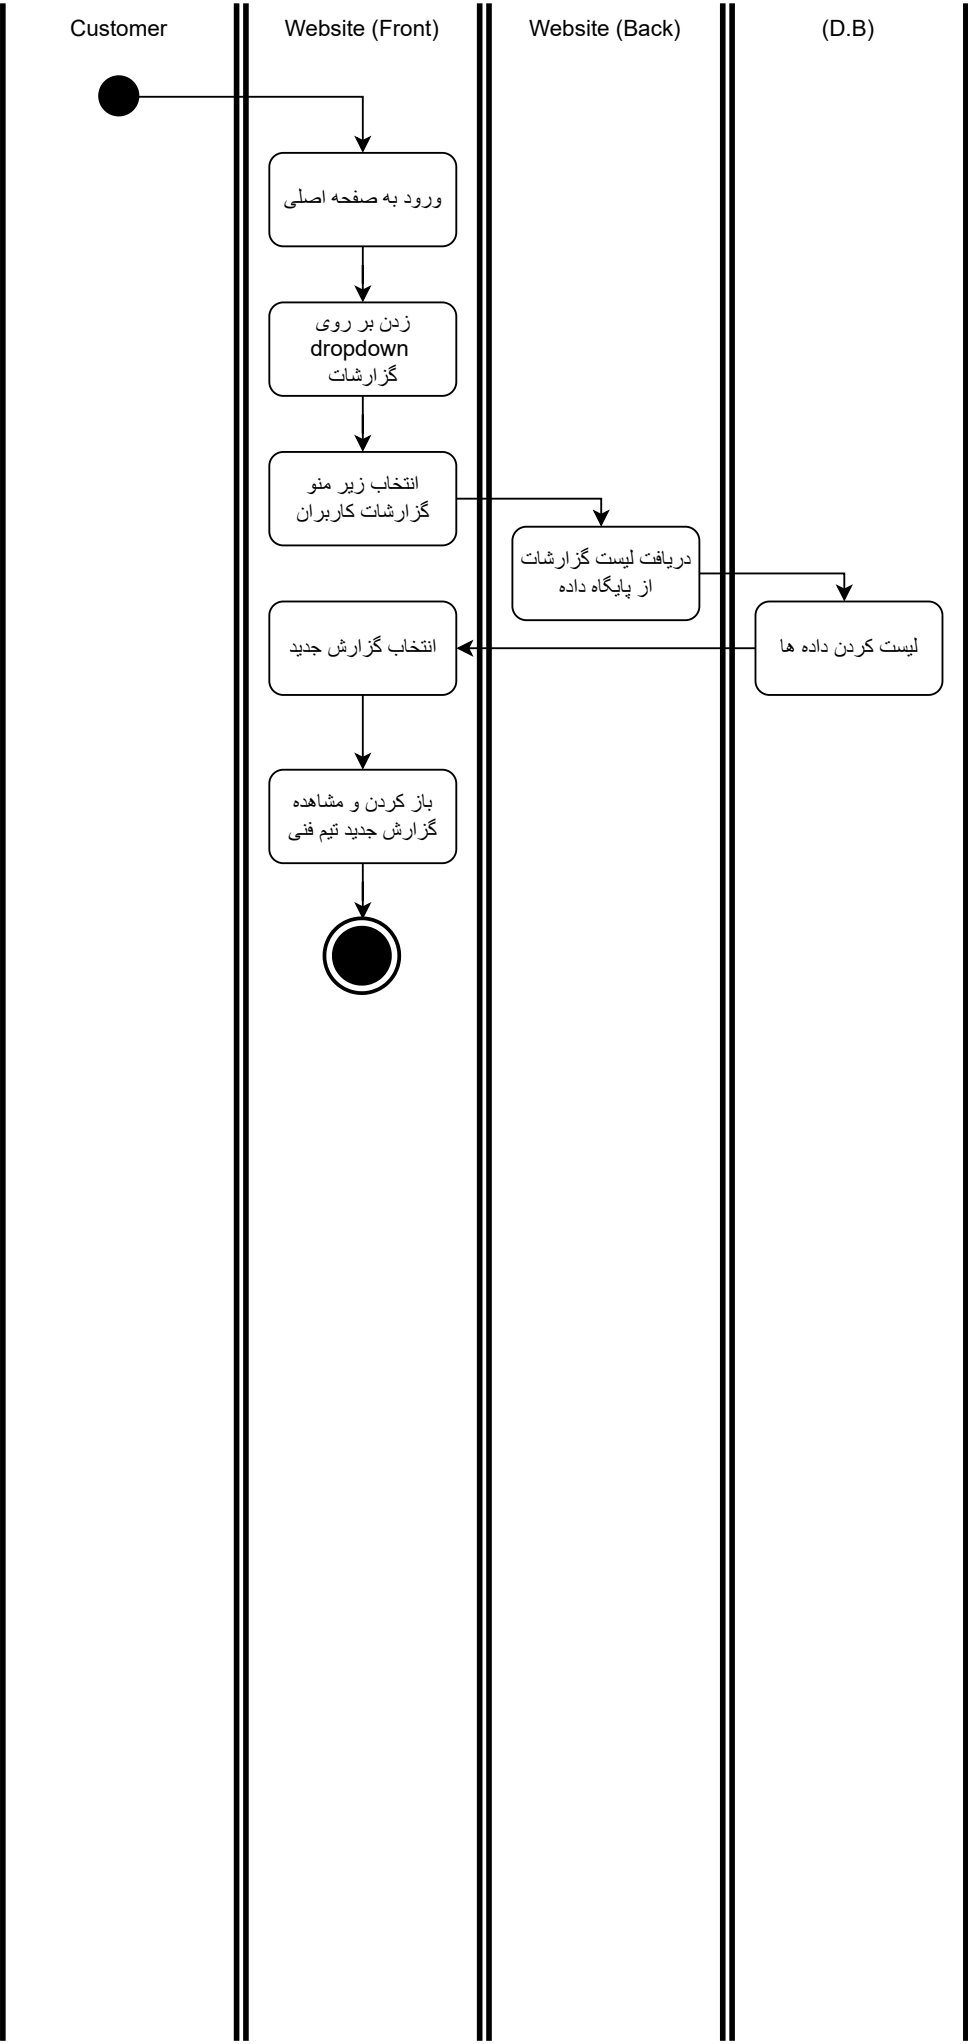 Customer
Website (Front)
Website (Back)
(D.B)
ورود به صفحه اصلی
زدن بر روی
dropdown
گزارشات
انتخاب زیر منو
گزارشات کاربران
دریافت لیست گزارشات
از پایگاه داده
لیست کردن داده ها
انتخاب گزارش جدید
باز کردن و مشاهده
گزارش جدید تیم فنی